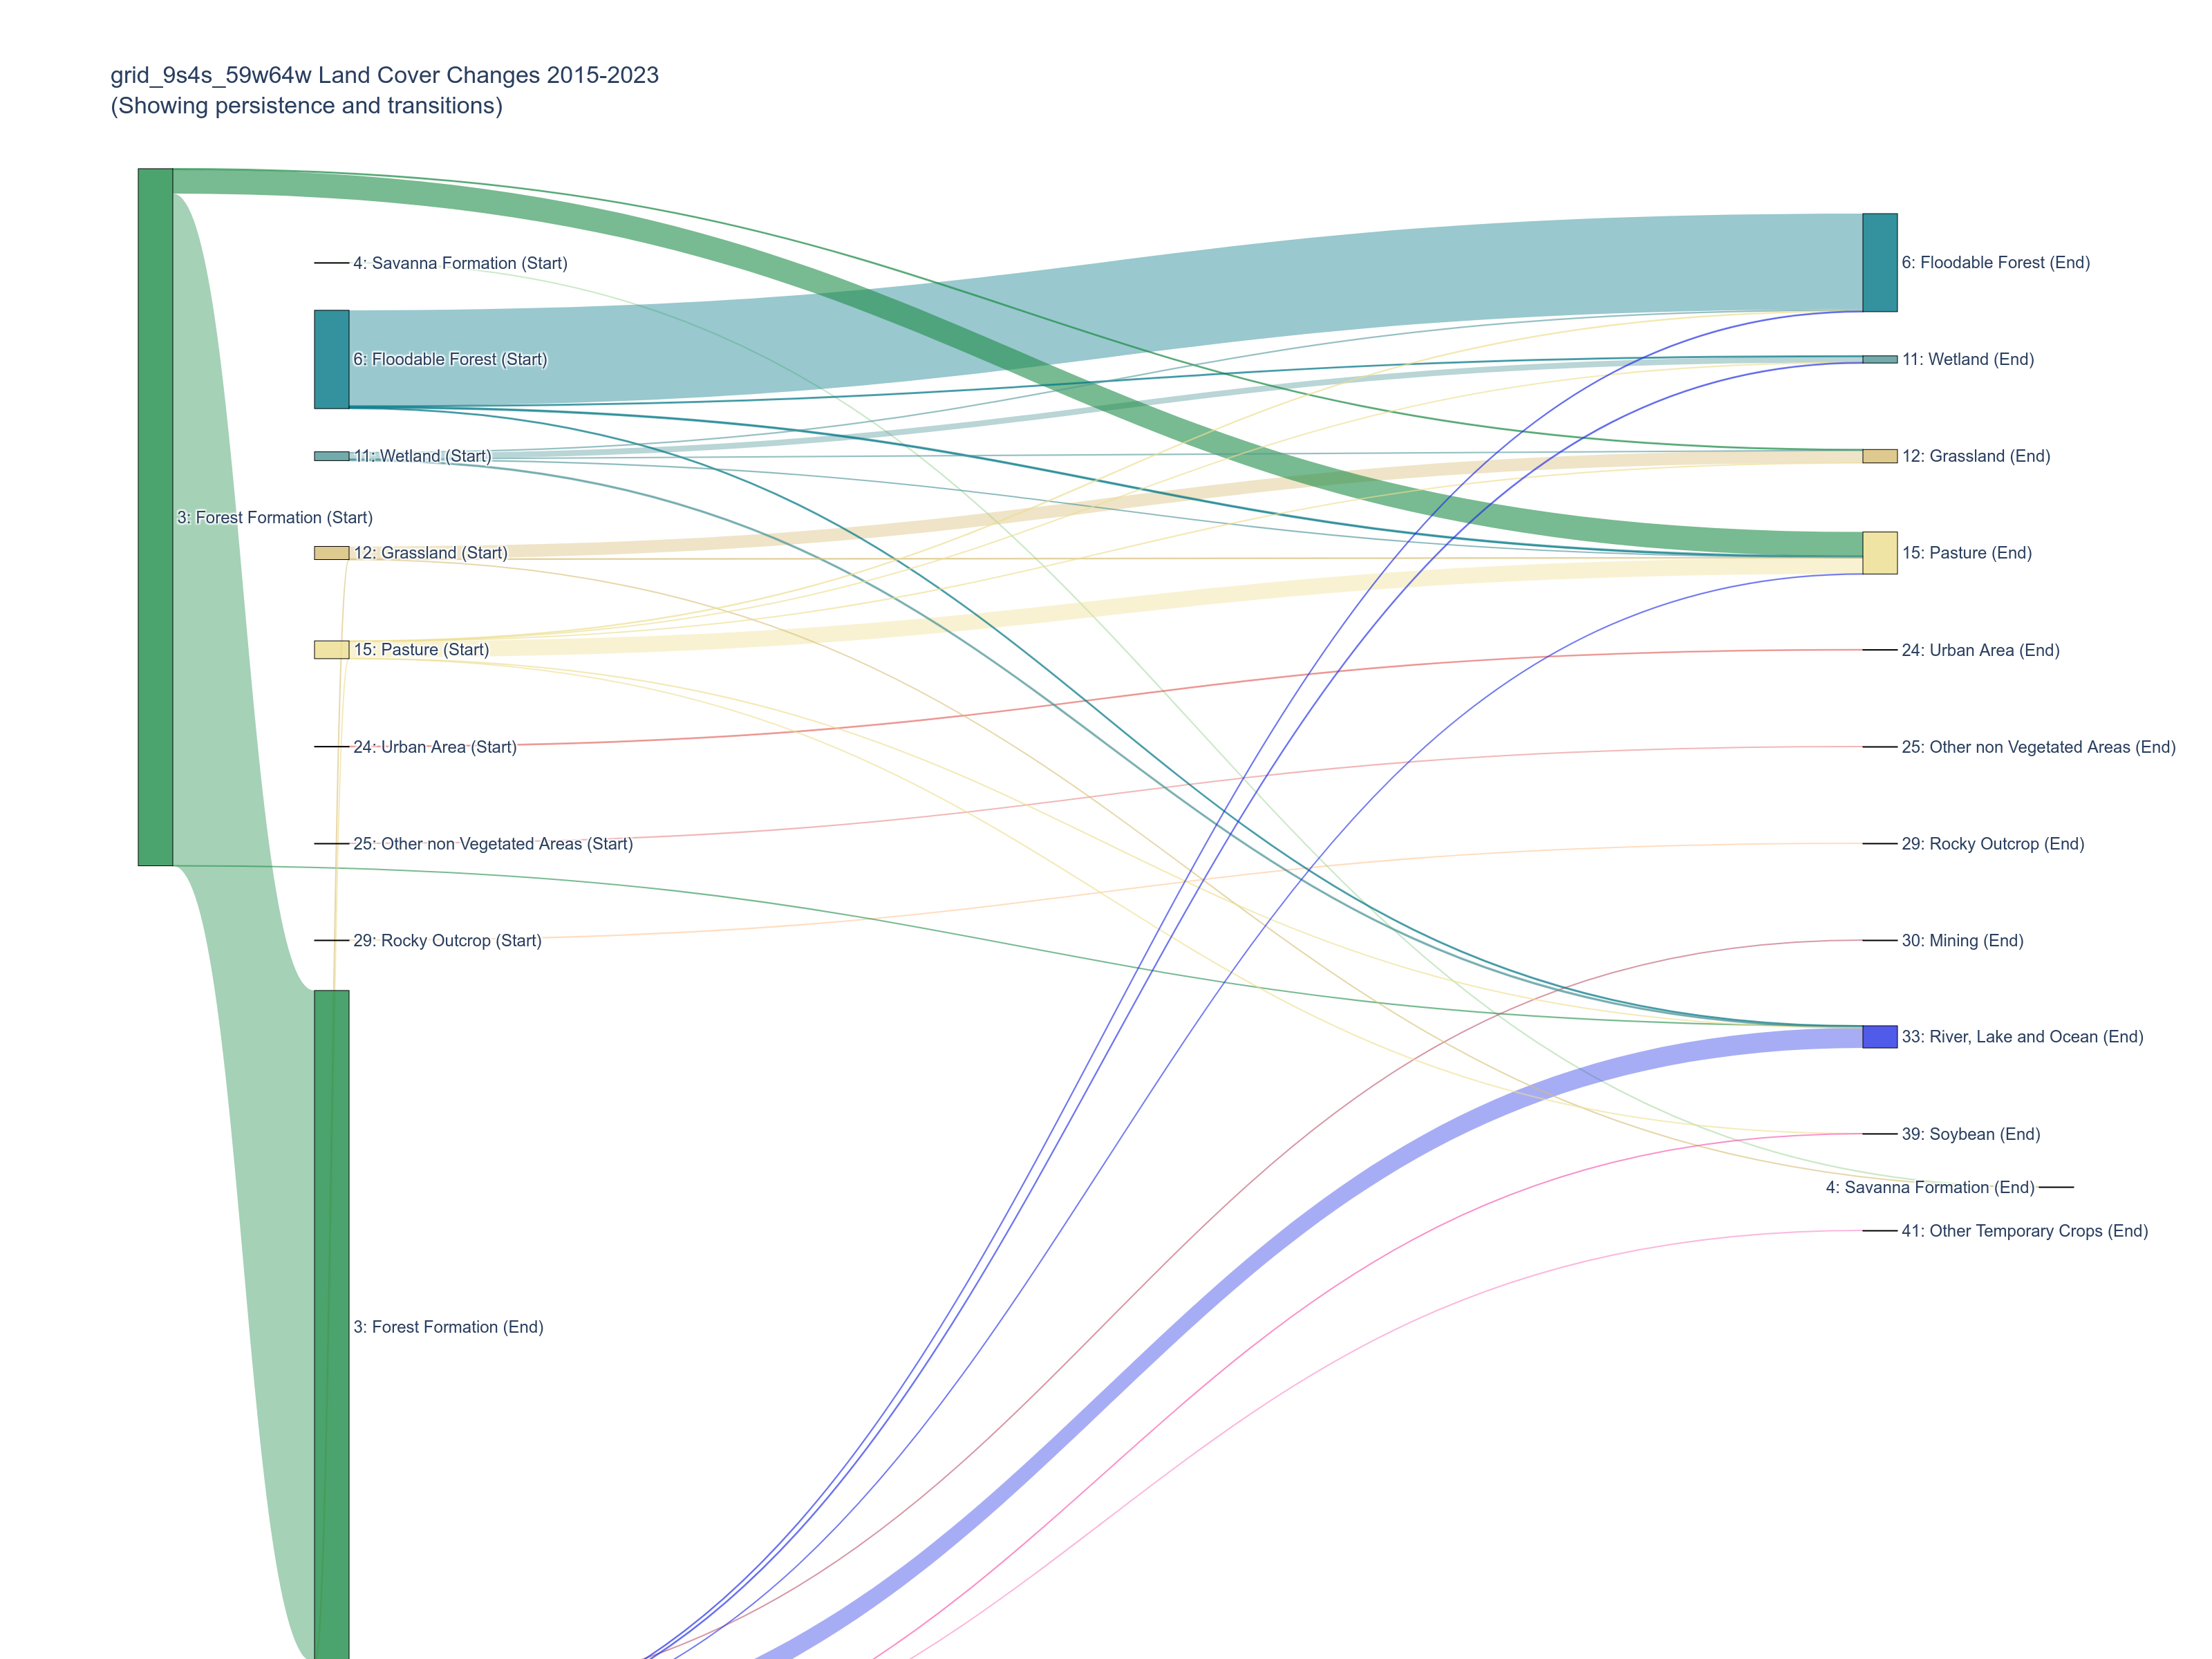 grid_9s4s_59w64w Land Cover Changes 2015-2023
(Showing persistence and transitions)
3: Forest Formation (Start)
4: Savanna Formation (Start)
6: Floodable Forest (Start)
11: Wetland (Start)
12: Grassland (Start)
15: Pasture (Start)
24: Urban Area (Start)
25: Other non Vegetated Areas (Start)
29: Rocky Outcrop (Start)
3: Forest Formation (End)
6: Floodable Forest (End)
11: Wetland (End)
12: Grassland (End)
15: Pasture (End)
24: Urban Area (End)
25: Other non Vegetated Areas (End)
29: Rocky Outcrop (End)
30: Mining (End)
33: River, Lake and Ocean (End)
39: Soybean (End)
4: Savanna Formation (End)
41: Other Temporary Crops (End)